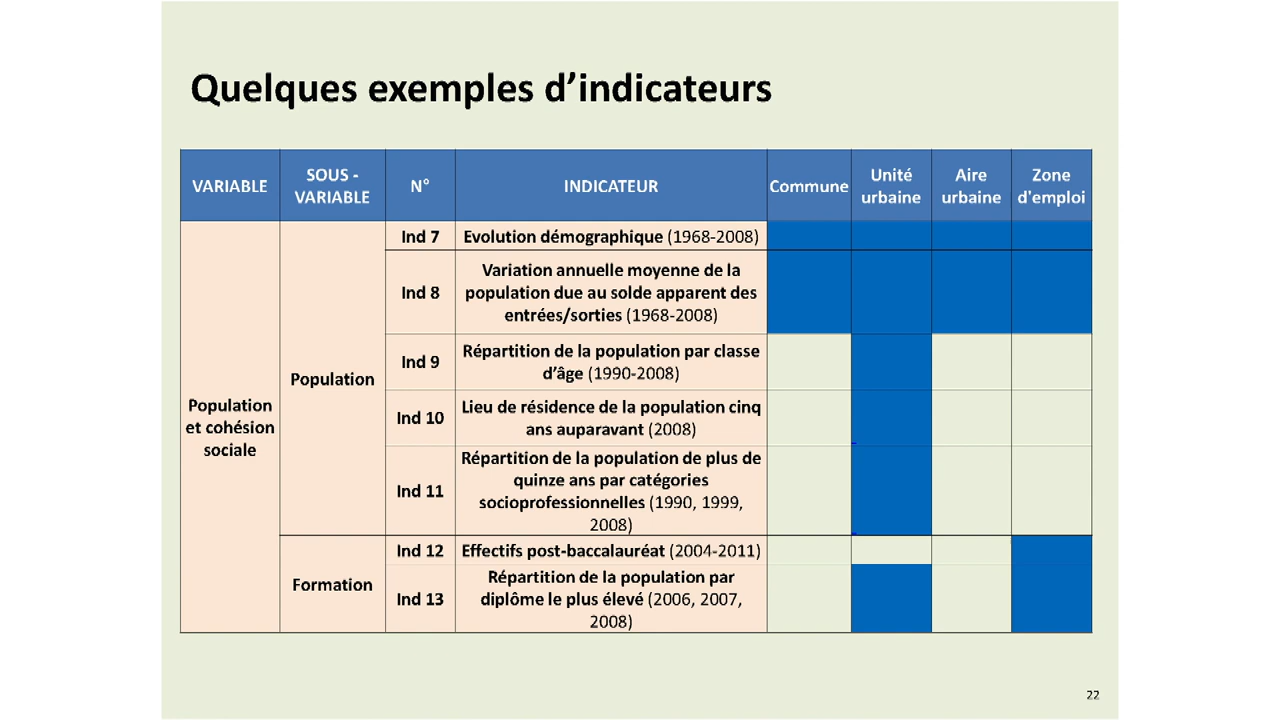 Quelques exemples d'indicateurs
VARIABLE
SOUS -
VARIABLE
N°
INDICATEUR
Commune
Unité
urbaine
Aire
urbaine
Zone
d'emploi
Population
et cohésion
sociale
Population
Ind 7
Evolution démographique (1968-2008)
Ind 8
Variation annuelle moyenne de la
population due au solde apparent des
entrées/sorties (1968-2008)
Ind 9
Répartition de la population par classe
d'âge (1990-2008)
Ind 10
Lieu de résidence de la population cinq
ans auparavant (2008)
Ind 11
Répartition de la population de plus de
quinze ans par catégories
socioprofessionnelles (1990, 1999,
2008)
Formation
Ind 12
Effectifs post-baccalauréat (2004-2011)
Ind 13
Répartition de la population par
diplôme le plus élevé (2006, 2007,
2008)
22